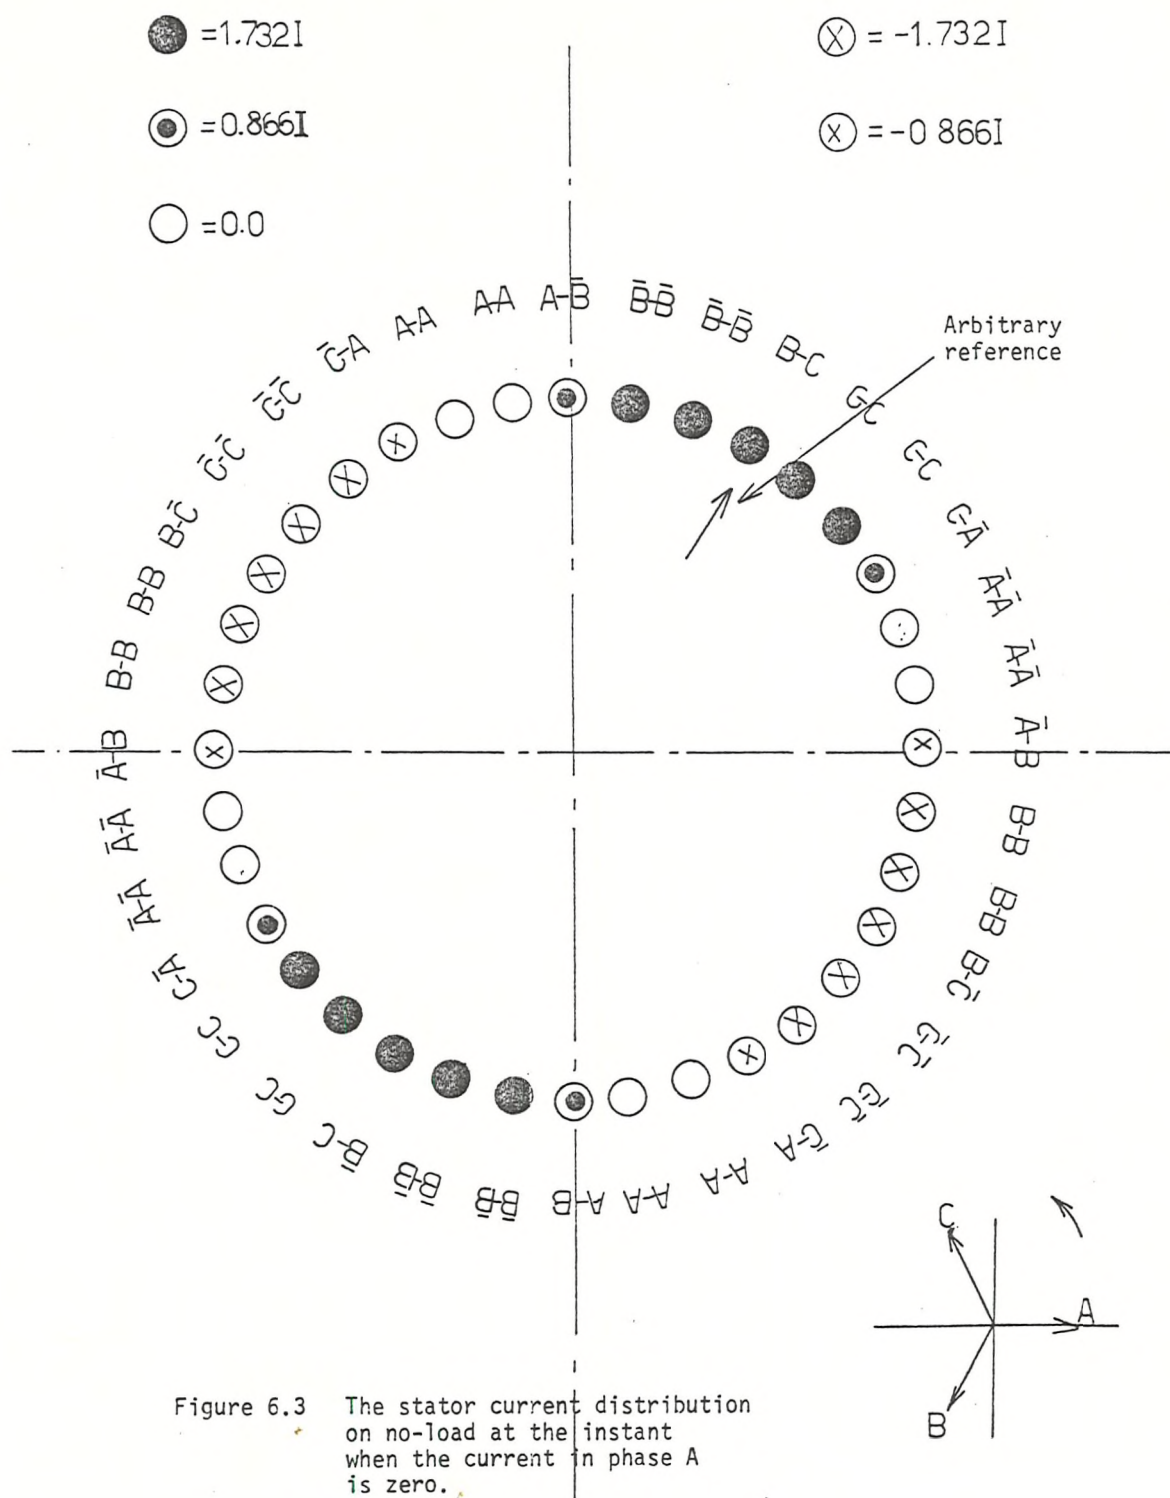 =1.732I
= -1.732I
=0.866I
=-0 866I
=0.0
A-B̄
B̄-B̄
B̄-B̄
B-C
C-C
C-C
C-Ā
Ā-Ā
Ā-Ā
Ā-B
B-B
B-B
B-C̄
C̄-C̄
C̄-C̄
C̄-A
A-A
A-A
A-B
B̄-B̄
B̄-B̄
B̄-C
C-C
C-C
C-Ā
Ā-Ā
Ā-Ā
Ā-B
B-B
B-B
B-C̄
C̄-C̄
C̄-C̄
C̄-A
A-A
A-A
Arbitrary
reference
C
A
B
Figure 6.3 The stator current distribution
on no-load at the instant
when the current in phase A
is zero.